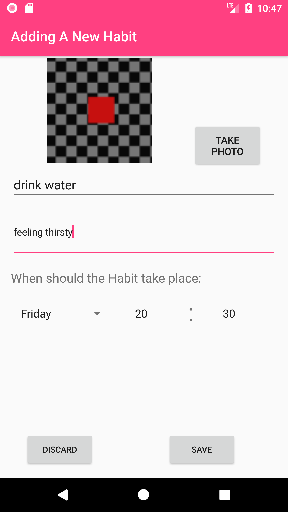 10:47
Adding A New Habit
TAKE
PHOTO
drink water
feeling thirsty
When should the Habit take place:
Friday 20 : 30
DISCARD SAVE